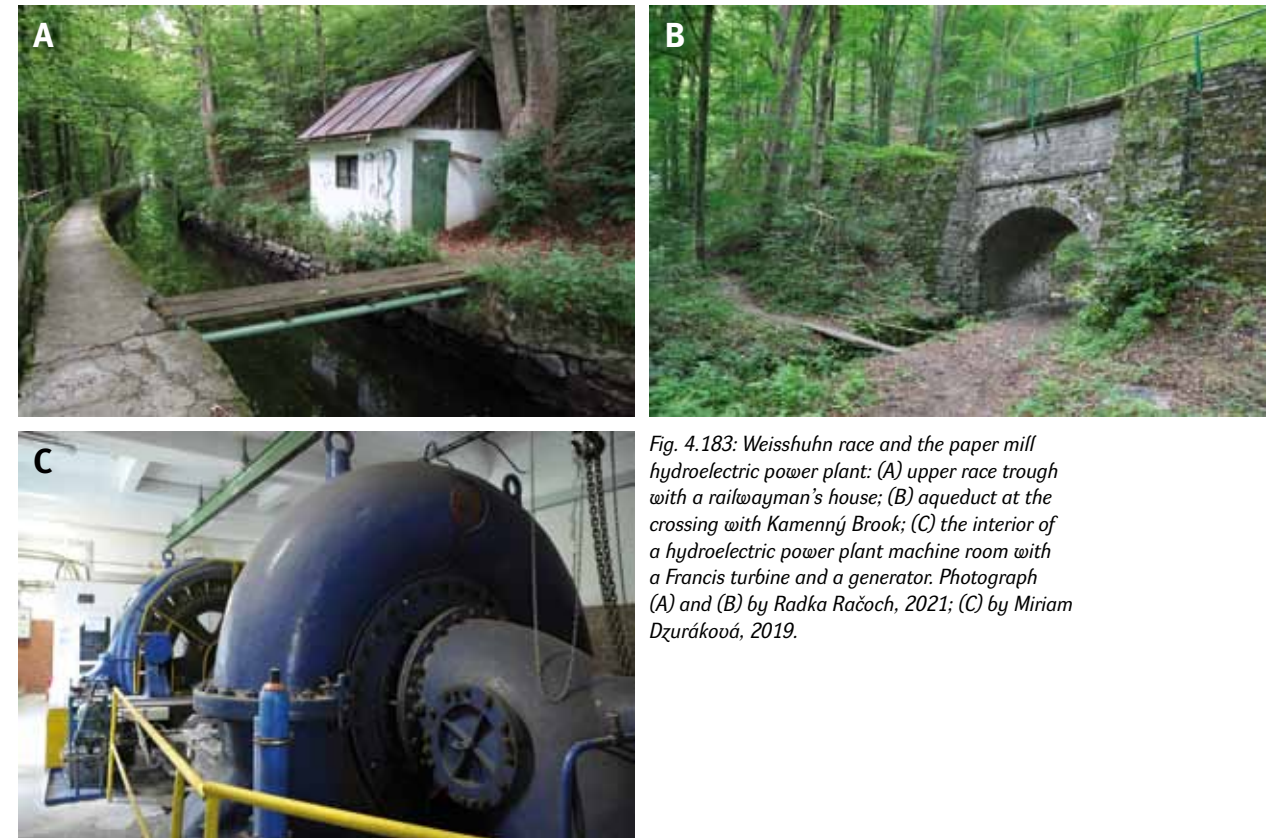 A
B
C
Fig. 4.183: Weisshuhn race and the paper mill
hydroelectric power plant: (A) upper race trough
with a railwayman's house; (B) aqueduct at the
crossing with Kamenný Brook; (C) the interior of
a hydroelectric power plant machine room with
a Francis turbine and a generator. Photograph
(A) and (B) by Radka Račoch, 2021; (C) by Miriam
Dzuráková, 2019.